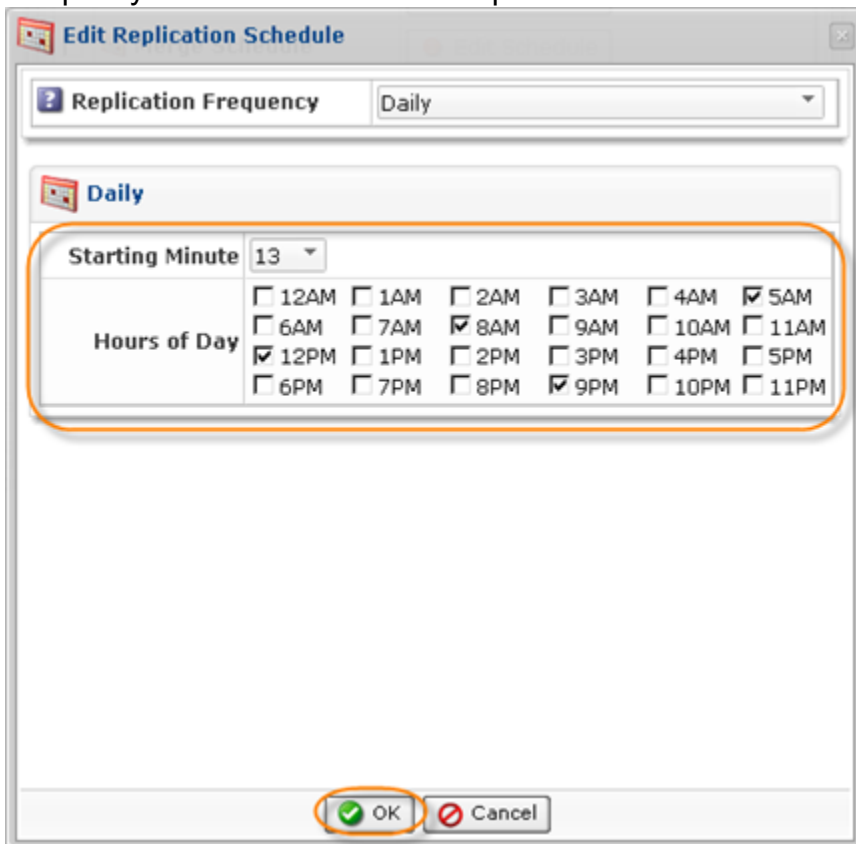 Edit Replication Schedule
Replication Frequency Daily
Daily
Starting Minute 13
12AM 1AM 2AM 3AM 4AM 5AM
Hours of Day
6AM 7AM 8AM 9AM 10AM 11AM
12PM 1PM 2PM 3PM 4PM 5PM
6PM 7PM 8PM 9PM 10PM 11PM
OK Cancel